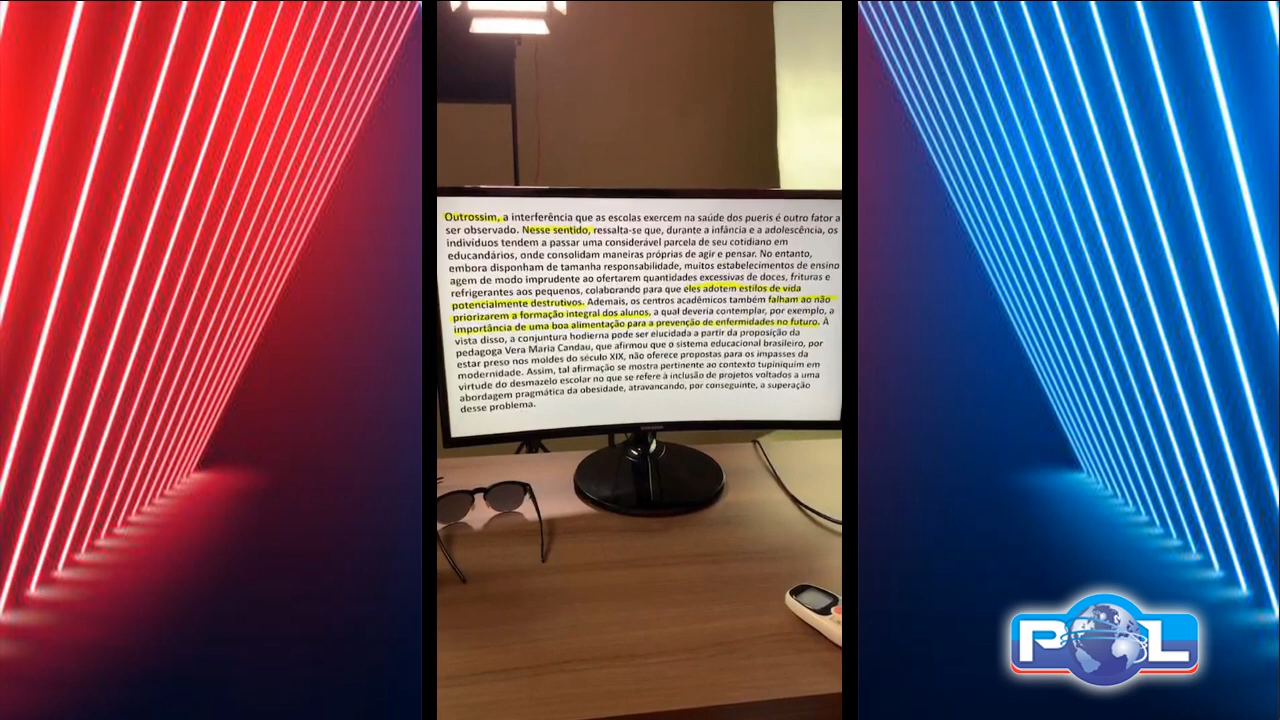 Outrossim, a interferência que as escolas exercem na saúde dos pueris é outro fator a
ser observado. Nesse sentido, ressalta-se que, durante a infância e a adolescência, os
indivíduos tendem a passar uma considerável parcela de seu cotidiano em
educandários, onde consolidam maneiras próprias de agir e pensar. No entanto,
embora disponham de tamanha responsabilidade, muitos estabelecimentos de ensino
agem de modo imprudente ao ofertarem quantidades excessivas de doces, frituras e
refrigerantes aos pequenos, colaborando para que eles adotem estilos de vida
potencialmente destrutivos. Ademais, os centros acadêmicos também falham ao não
priorizarem a formação integral dos alunos, a qual deveria contemplar, por exemplo, a
importância de uma boa alimentação para a prevenção de enfermidades no futuro. À
vista disso, a conjuntura hodierna pode ser elucidada a partir da proposição da
pedagoga Vera Maria Candau, que afirmou que o sistema educacional brasileiro, por
estar preso nos moldes do século XIX, não oferece propostas para os impasses da
modernidade. Assim, tal afirmação se mostra pertinente ao contexto tupiniquim em
virtude do desmazelo escolar no que se refere à inclusão de projetos voltados a uma
abordagem pragmática da obesidade, atravancando, por conseguinte, a superação
desse problema.
SAMSUNG
POL